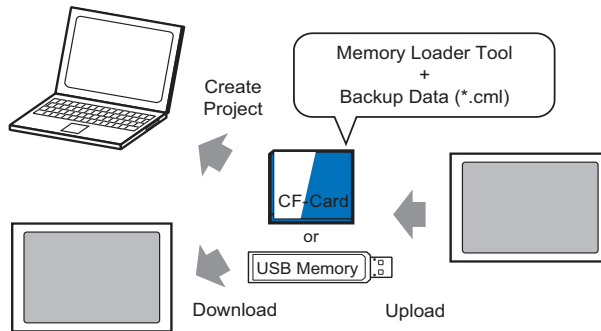 Memory Loader Tool
+
Backup Data (*.cml)
Create
Project
CF-Card
or
USB Memory
Download
Upload